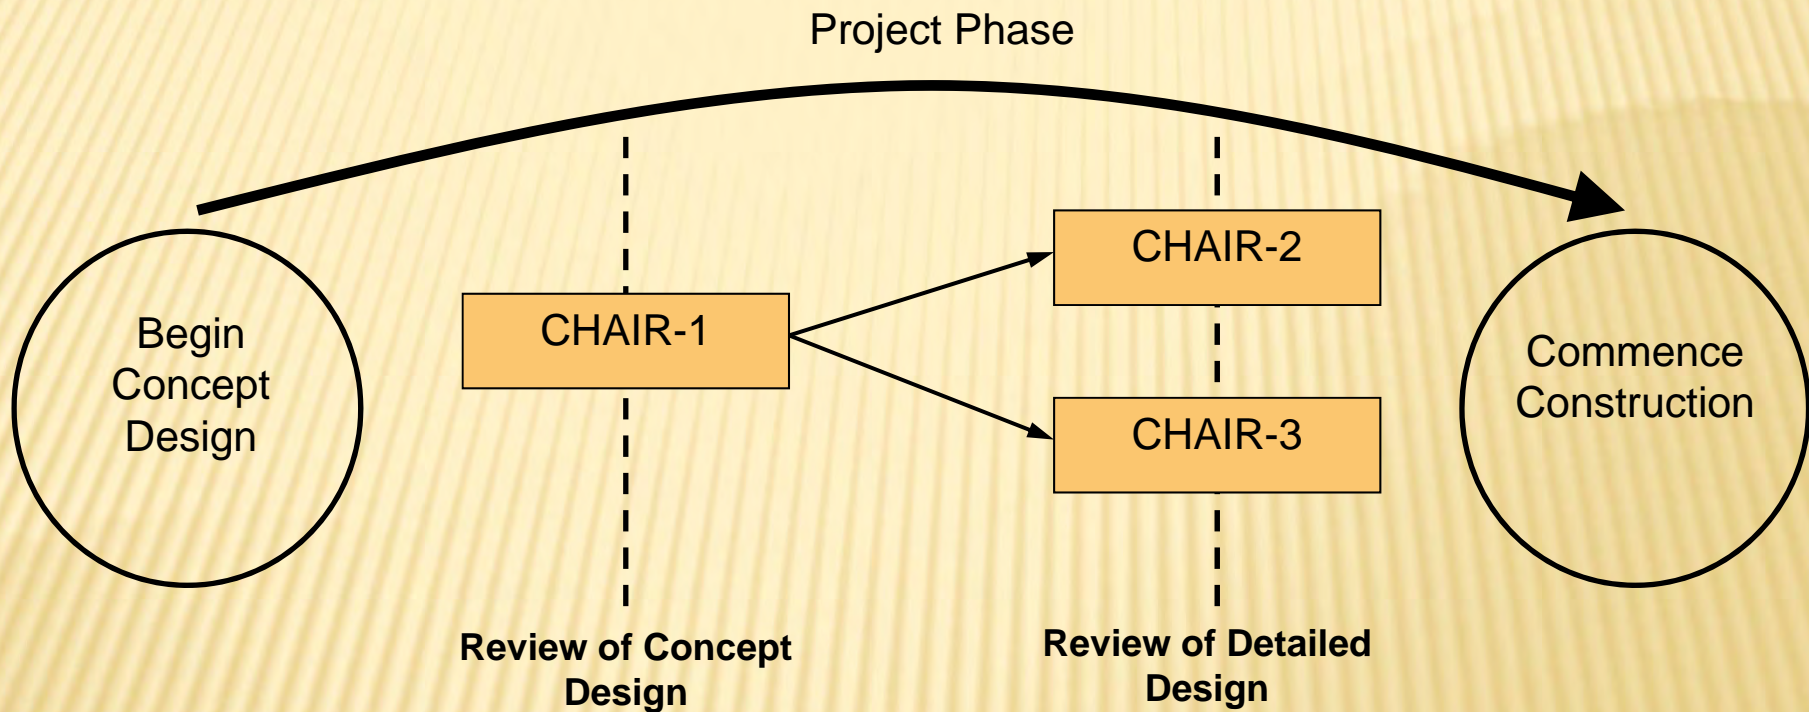 Project Phase
Begin
Concept
Design
CHAIR-1
CHAIR-2
CHAIR-3
Commence
Construction
Review of Concept
Design
Review of Detailed
Design